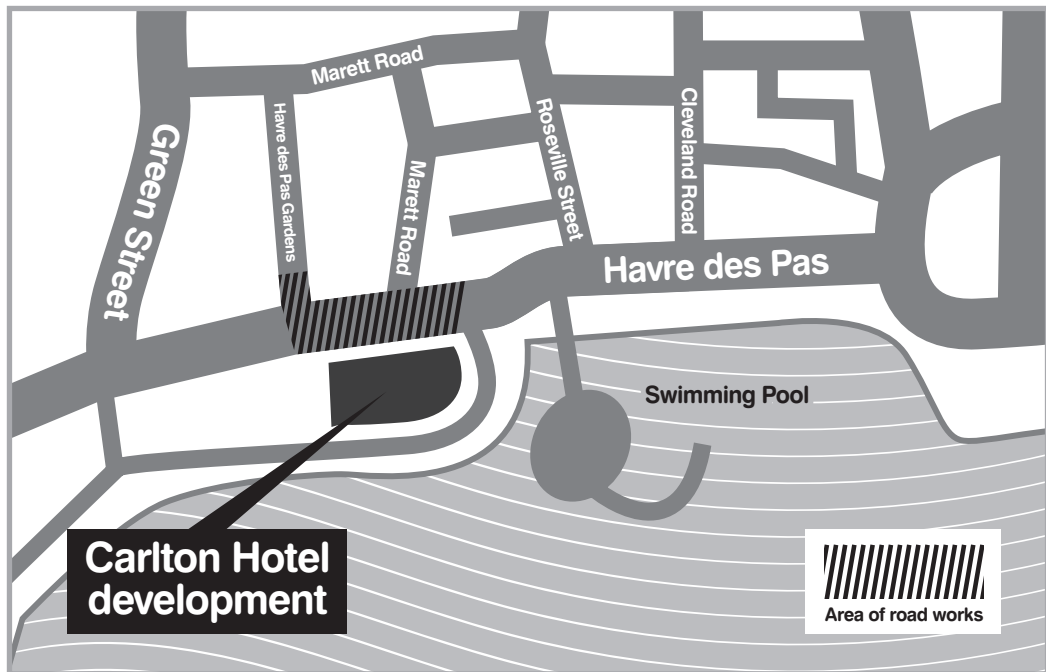 Marett Road
Green Street
Havre des Pas Gardens
Marett Road
Roseville Street
Cleveland Road
Havre des Pas
Swimming Pool
Carlton Hotel
development
Area of road works